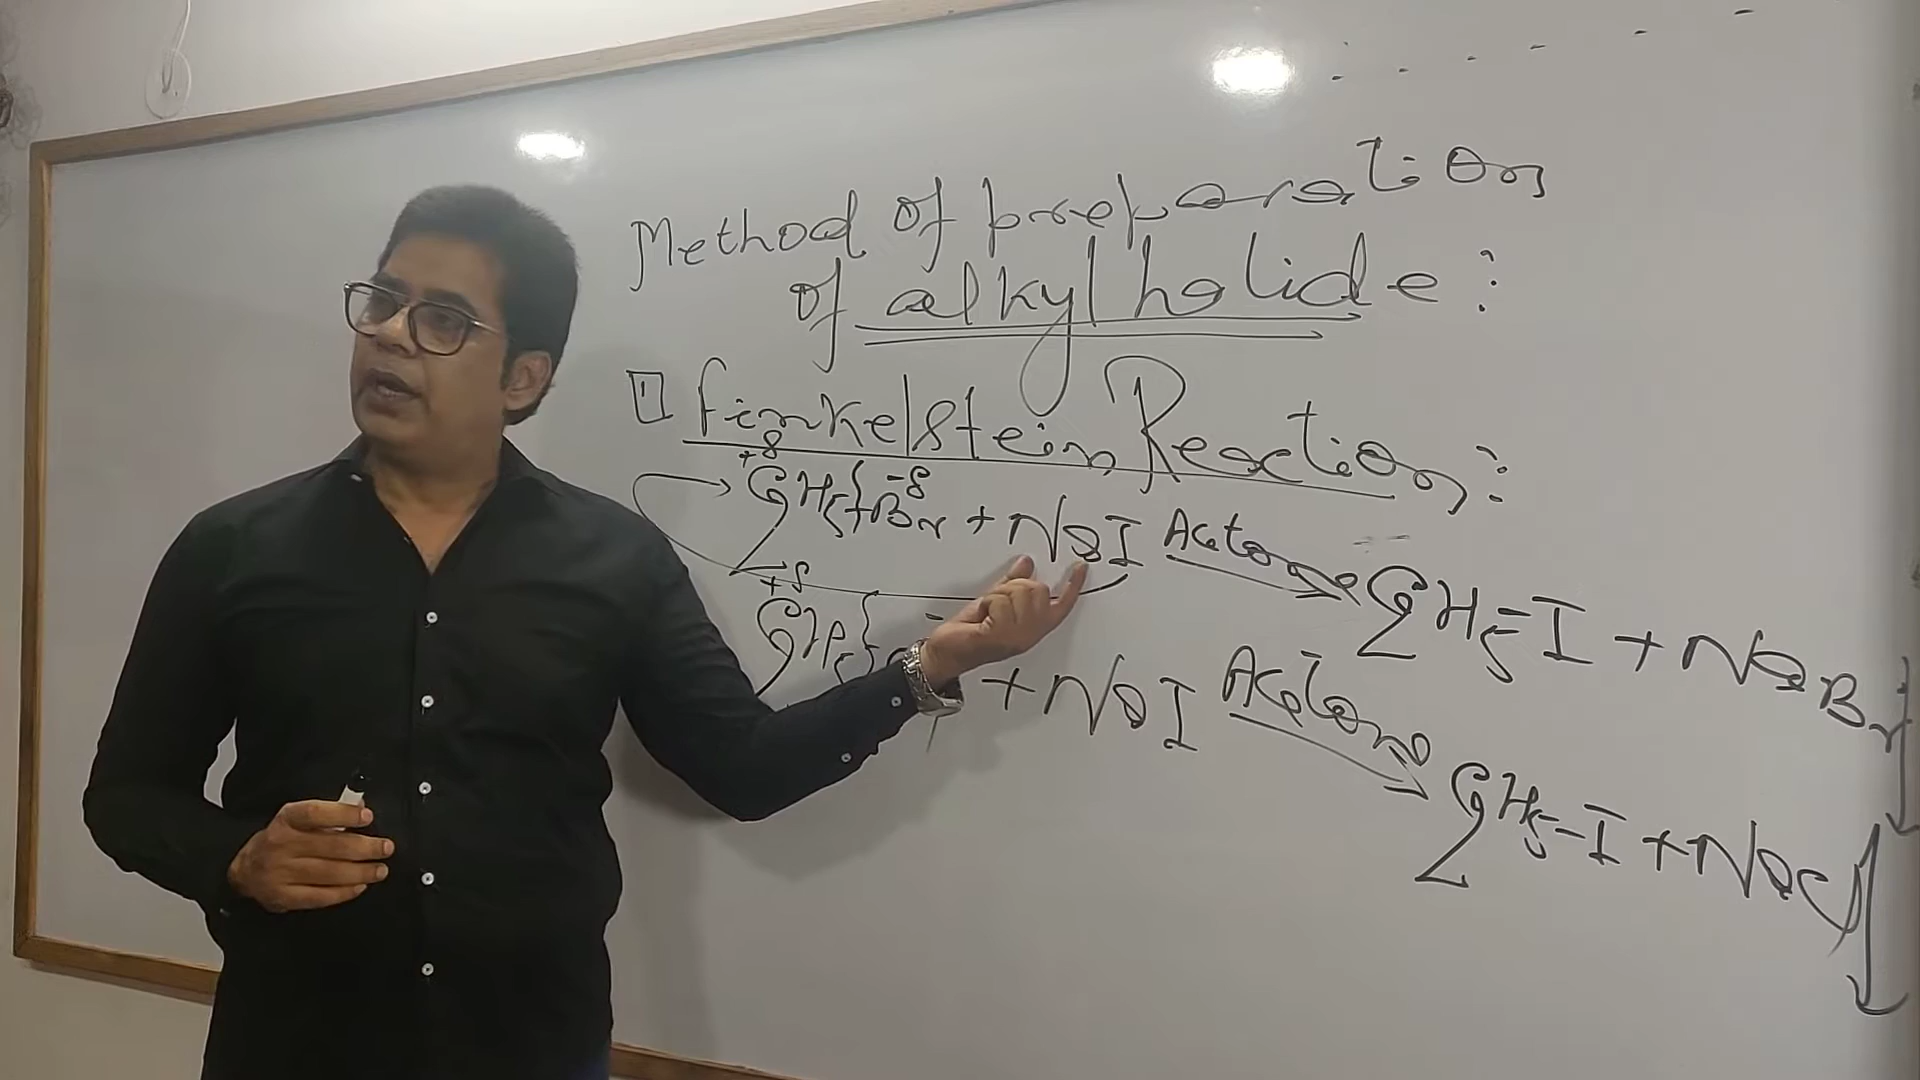 Method of preparation
of alkyl halide :
1 Finkelstein Reaction :
+δ -δ
C2H5-Br + NaI Acetone C2H5-I + NaBr
+δ -
C2H5 + NaI Acetone C2H5-I + NaCl